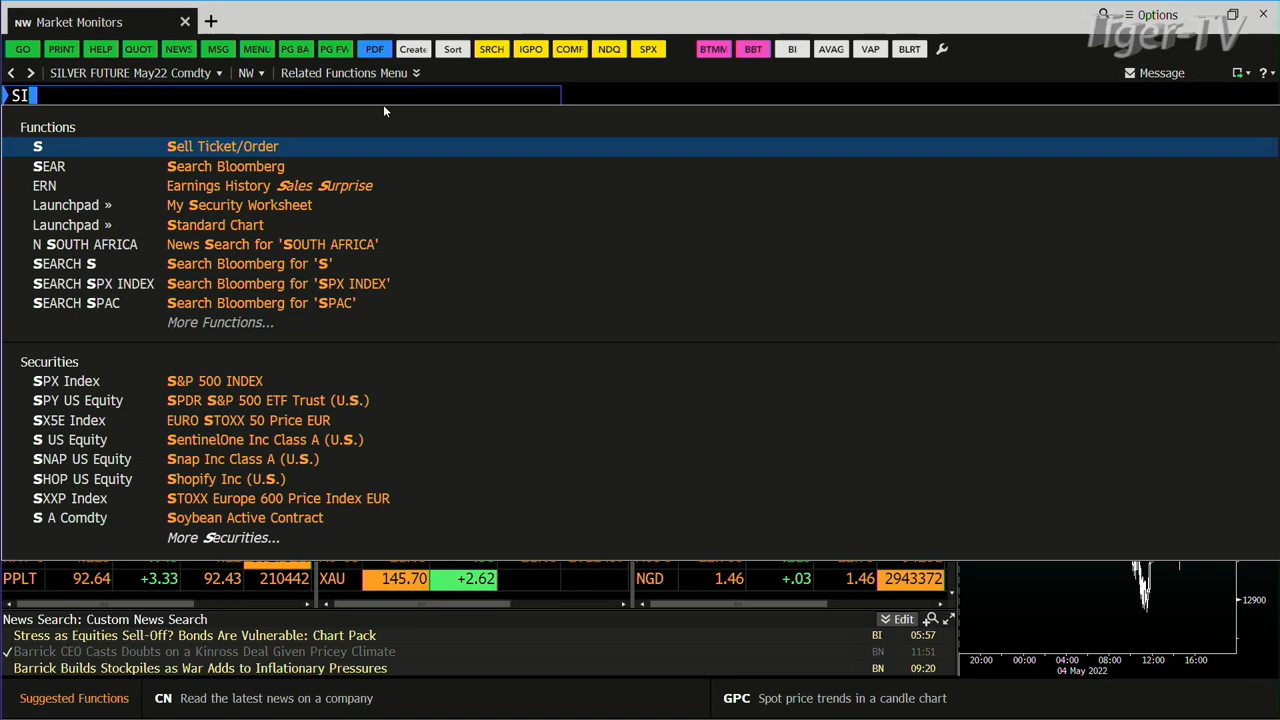 NW Market Monitors
Options
Tiger-TV
GO PRINT HELP QUOT NEWS MSG MENU PG BA PG FW PDF Create Sort SRCH IGPO COMF NDQ SPX BTMM BBT BI AVAG VAP BLRT
SILVER FUTURE May22 Comdty NW Related Functions Menu Message ?
SI
Functions
S Sell Ticket/Order
SEAR Search Bloomberg
ERN Earnings History Sales Surprise
Launchpad » My Security Worksheet
Launchpad » Standard Chart
N SOUTH AFRICA News Search for 'SOUTH AFRICA'
SEARCH S Search Bloomberg for 'S'
SEARCH SPX INDEX Search Bloomberg for 'SPX INDEX'
SEARCH SPAC Search Bloomberg for 'SPAC'
More Functions...
Securities
SPX Index S&P 500 INDEX
SPY US Equity SPDR S&P 500 ETF Trust (U.S.)
SX5E Index EURO STOXX 50 Price EUR
S US Equity SentinelOne Inc Class A (U.S.)
SNAP US Equity Snap Inc Class A (U.S.)
SHOP US Equity Shopify Inc (U.S.)
SXXP Index STOXX Europe 600 Price Index EUR
S A Comdty Soybean Active Contract
More Securities...
PPLT 92.64 +3.33 92.43 210442 XAU 145.70 +2.62 NGD 1.46 +.03 1.46 2943372
12900
News Search: Custom News Search Edit
Stress as Equities Sell-Off? Bonds Are Vulnerable: Chart Pack BI 05:57
Barrick CEO Casts Doubts on a Kinross Deal Given Pricey Climate BN 11:51
Barrick Builds Stockpiles as War Adds to Inflationary Pressures BN 09:20
20:00 00:00 04:00 08:00 12:00 16:00
04 May 2022
Suggested Functions CN Read the latest news on a company GPC Spot price trends in a candle chart